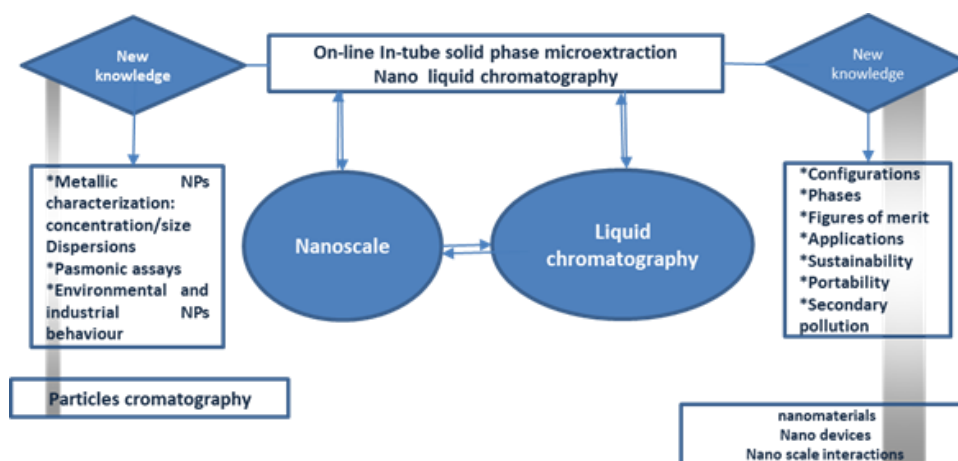 New
knowledge
On-line In-tube solid phase microextraction
Nano liquid chromatography
New
knowledge
*Metallic NPs
characterization:
concentration/size
Dispersions
*Pasmonic assays
*Environmental and
industrial NPs
behaviour
Nanoscale
Liquid
chromatography
*Configurations
*Phases
*Figures of merit
*Applications
*Sustainability
*Portability
*Secondary
pollution
Particles cromatography
nanomaterials
Nano devices
Nano scale interactions